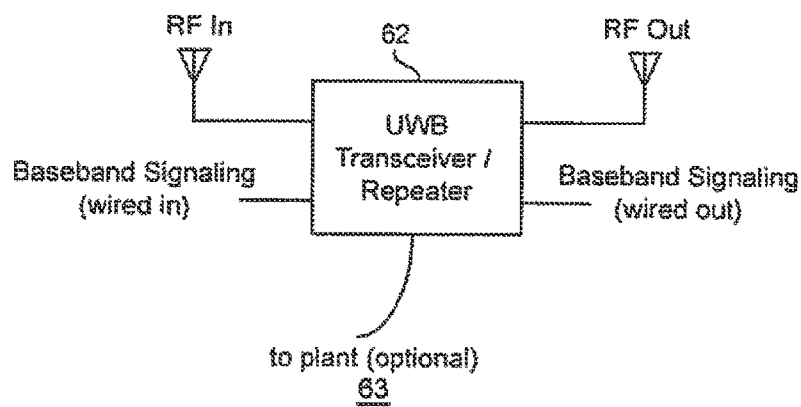 RF In
62
RF Out
UWB
Transceiver /
Repeater
Baseband Signaling
(wired in)
Baseband Signaling
(wired out)
to plant (optional)
63